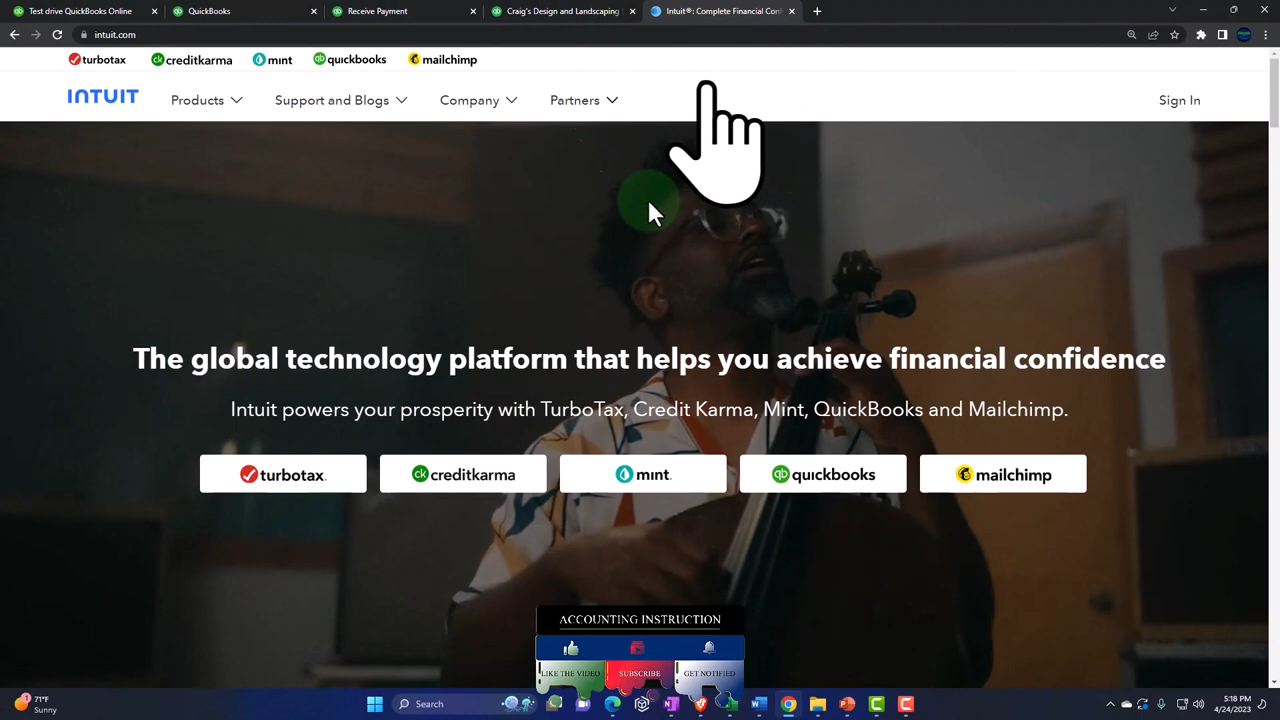 Test drive QuickBooks Online
QuickBooks
Receive Payment
Craig's Design and Landscaping
Intuit®: Complete Financial Conf
intuit.com
turbotax
creditkarma
mint
quickbooks
mailchimp
INTUIT
Products
Support and Blogs
Company
Partners
Sign In
The global technology platform that helps you achieve financial confidence
Intuit powers your prosperity with TurboTax, Credit Karma, Mint, QuickBooks and Mailchimp.
turbotax.
creditkarma
mint.
quickbooks
mailchimp
ACCOUNTING INSTRUCTION
LIKE THE VIDEO
SUBSCRIBE
GET NOTIFIED
71°F
Sunny
Search
5:18 PM
4/24/2023